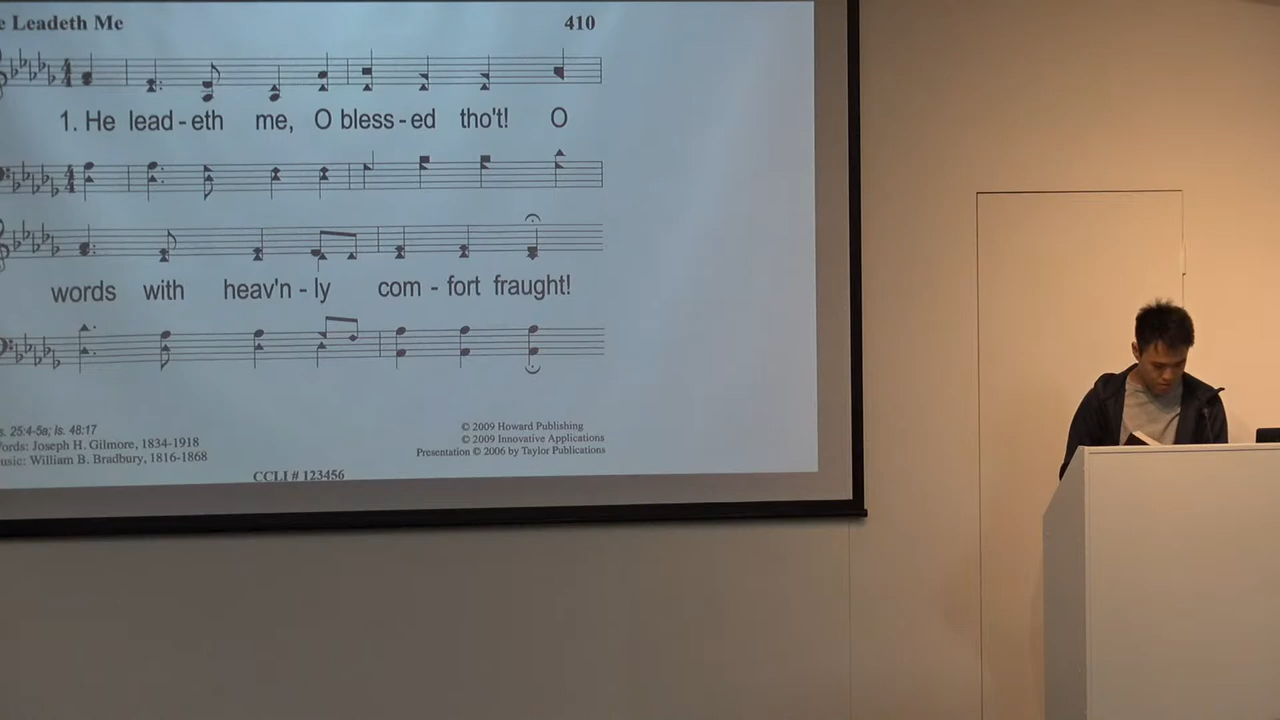 e Leadeth Me 410
1. He lead - eth me, O bless - ed tho't! O
words with heav'n - ly com - fort fraught!
s. 25:4-5a; Is. 48:17
ords: Joseph H. Gilmore, 1834-1918
usic: William B. Bradbury, 1816-1868
© 2009 Howard Publishing
© 2009 Innovative Applications
Presentation © 2006 by Taylor Publications
CCLI # 123456